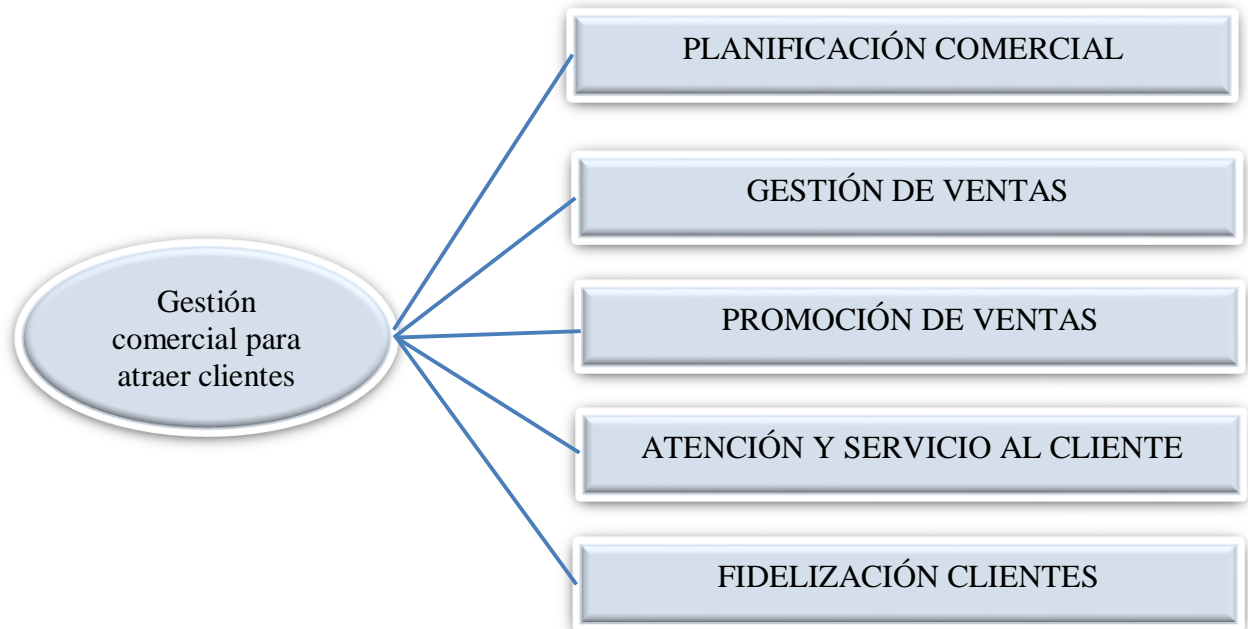 PLANIFICACIÓN COMERCIAL
GESTIÓN DE VENTAS
Gestión
comercial para
atraer clientes
PROMOCIÓN DE VENTAS
ATENCIÓN Y SERVICIO AL CLIENTE
FIDELIZACIÓN CLIENTES